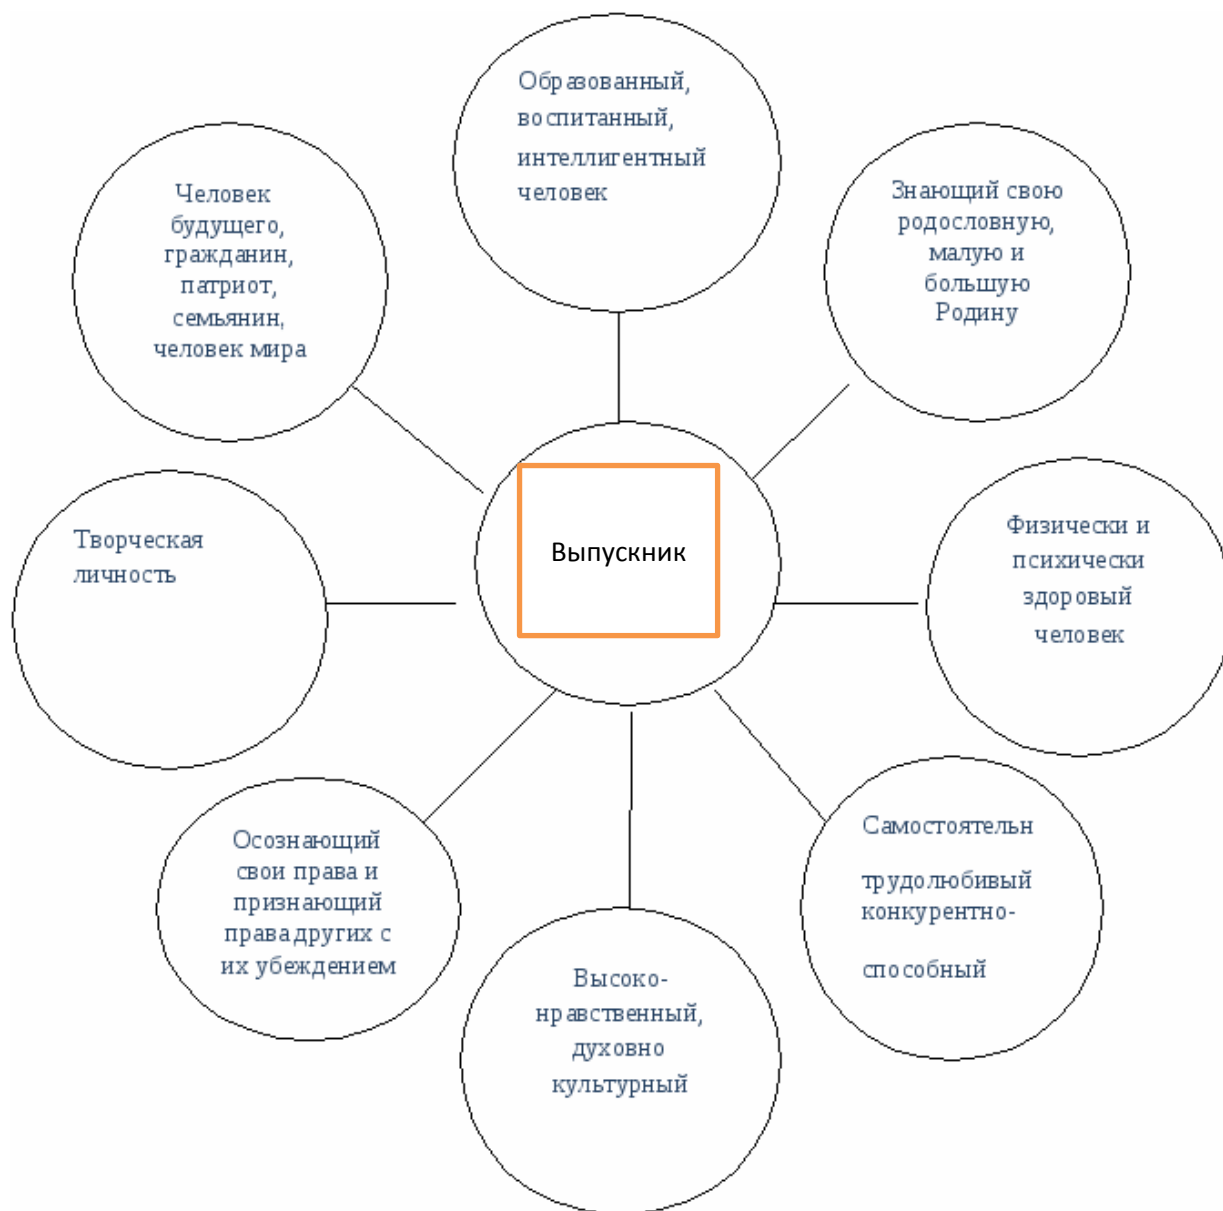 Образованный,
воспитанный,
интеллигентный
человек
Знающий свою
родословную,
малую и
большую
Родину
Физически и
психически
здоровый
человек
Самостоятельн
трудолюбивый
конкурентно-
способный
Высоко-
нравственный,
духовно
культурный
Осознающий
свои права и
признающий
права других с
их убеждением
Творческая
личность
Человек
будущего,
гражданин,
патриот,
семьянин,
человек мира
Выпускник